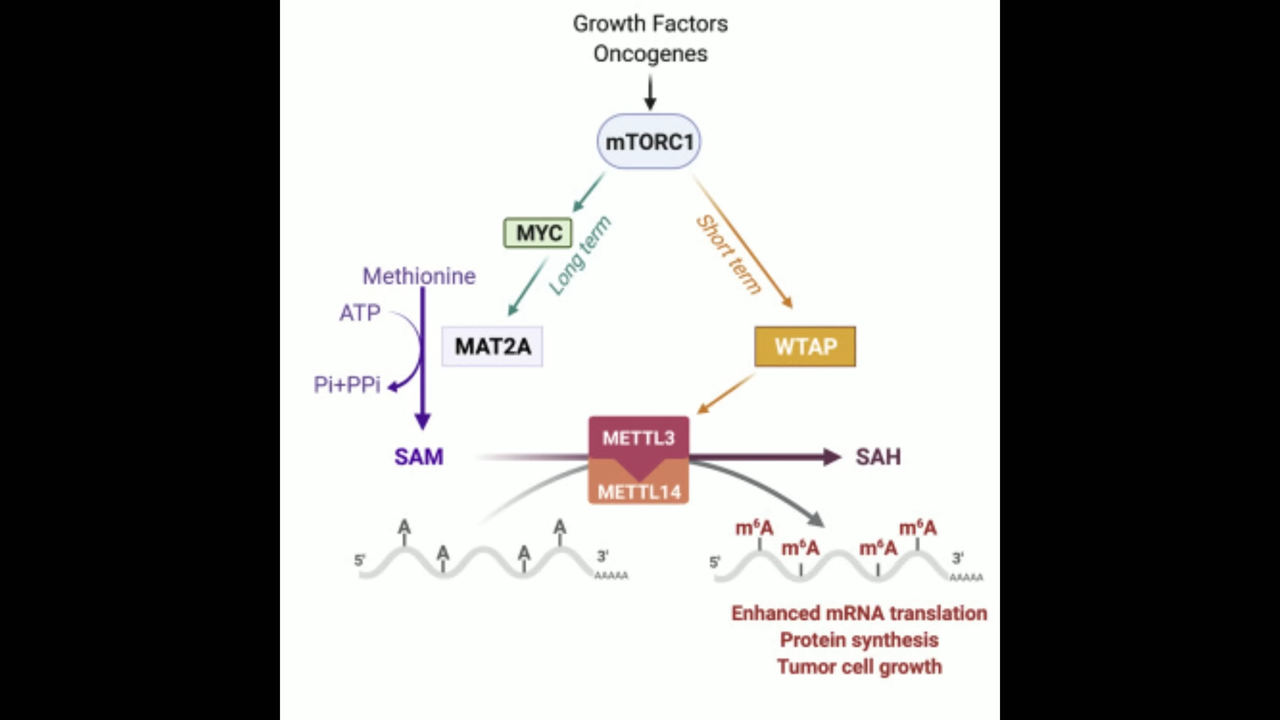 Growth Factors
Oncogenes
mTORC1
MYC
Long term
Short term
Methionine
ATP
MAT2A
WTAP
Pi+PPi
METTL3
SAM
SAH
METTL14
A
A
A
A
5'
3'
AAAAA
m⁶A
m⁶A
m⁶A
m⁶A
5'
3'
AAAAA
Enhanced mRNA translation
Protein synthesis
Tumor cell growth